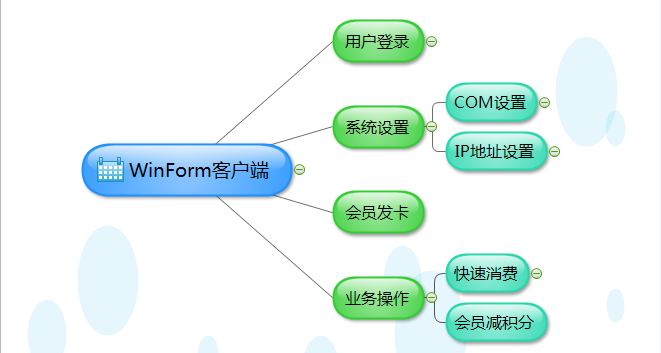 WinForm客户端
用户登录
系统设置
COM设置
IP地址设置
会员发卡
业务操作
快速消费
会员减积分